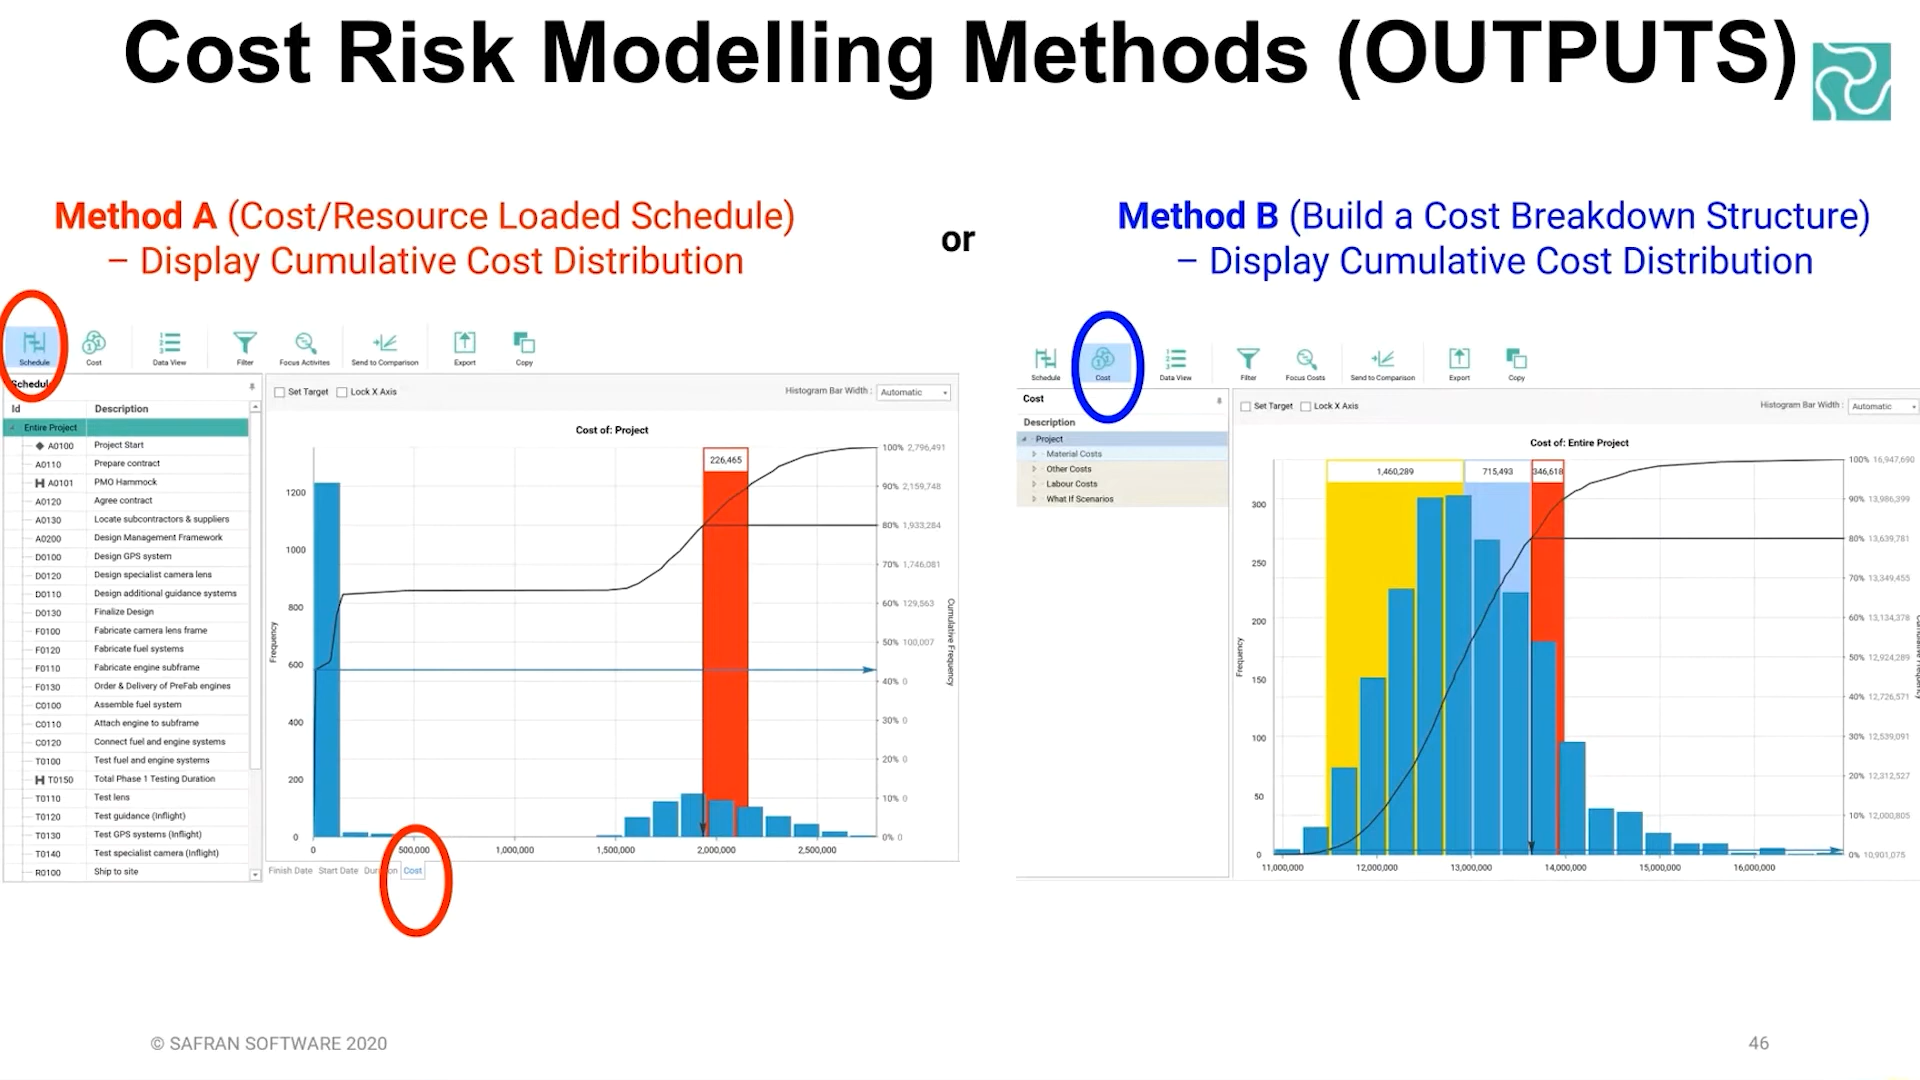 Cost Risk Modelling Methods (OUTPUTS)
Method A (Cost/Resource Loaded Schedule)
– Display Cumulative Cost Distribution
or
Method B (Build a Cost Breakdown Structure)
– Display Cumulative Cost Distribution
Schedule Cost Data View Filter Focus Activites Send to Comparison Export Copy
Id Description
Entire Project
A0100 Project Start
A0110 Prepare contract
A0101 PMO Hammock
A0120 Agree contract
A0130 Locate subcontractors & suppliers
A0200 Design Management Framework
D0100 Design GPS system
D0120 Design specialist camera lens
D0110 Design additional guidance systems
D0130 Finalize Design
F0100 Fabricate camera lens frame
F0120 Fabricate fuel systems
F0110 Fabricate engine subframe
F0130 Order & Delivery of PreFab engines
C0100 Assemble fuel system
C0110 Attach engine to subframe
C0120 Connect fuel and engine systems
T0100 Test fuel and engine systems
T0150 Total Phase 1 Testing Duration
T0110 Test lens
T0120 Test guidance (Inflight)
T0130 Test GPS systems (Inflight)
T0140 Test specialist camera (Inflight)
R0100 Ship to site
Set Target Lock X Axis Histogram Bar Width : Automatic
Cost of: Project
226,465
Frequency
1200
1000
800
600
400
200
0
100% 2,796,491
90% 2,159,748
80% 1,933,284
70% 1,746,081
60% 129,563
50% 100,007
40% 0
30% 0
20% 0
10% 0
0% 0
Cumulative Frequency
0 500,000 1,000,000 1,500,000 2,000,000 2,500,000
Finish Date Start Date Cost
Schedule Cost Data View Filter Focus Costs Send to Comparison Export Copy
Cost
Description
Project
Material Costs
Other Costs
Labour Costs
What If Scenarios
Set Target Lock X Axis Histogram Bar Width : Automatic
Cost of: Entire Project
1,460,289 715,493 346,618
Frequency
300
250
200
150
100
50
0
100% 16,947,690
90% 13,986,399
80% 13,639,781
70% 13,349,455
60% 13,134,378
50% 12,924,289
40% 12,726,571
30% 12,539,091
20% 12,312,527
10% 12,000,805
0% 10,901,075
11,000,000 12,000,000 13,000,000 14,000,000 15,000,000 16,000,000
© SAFRAN SOFTWARE 2020
46